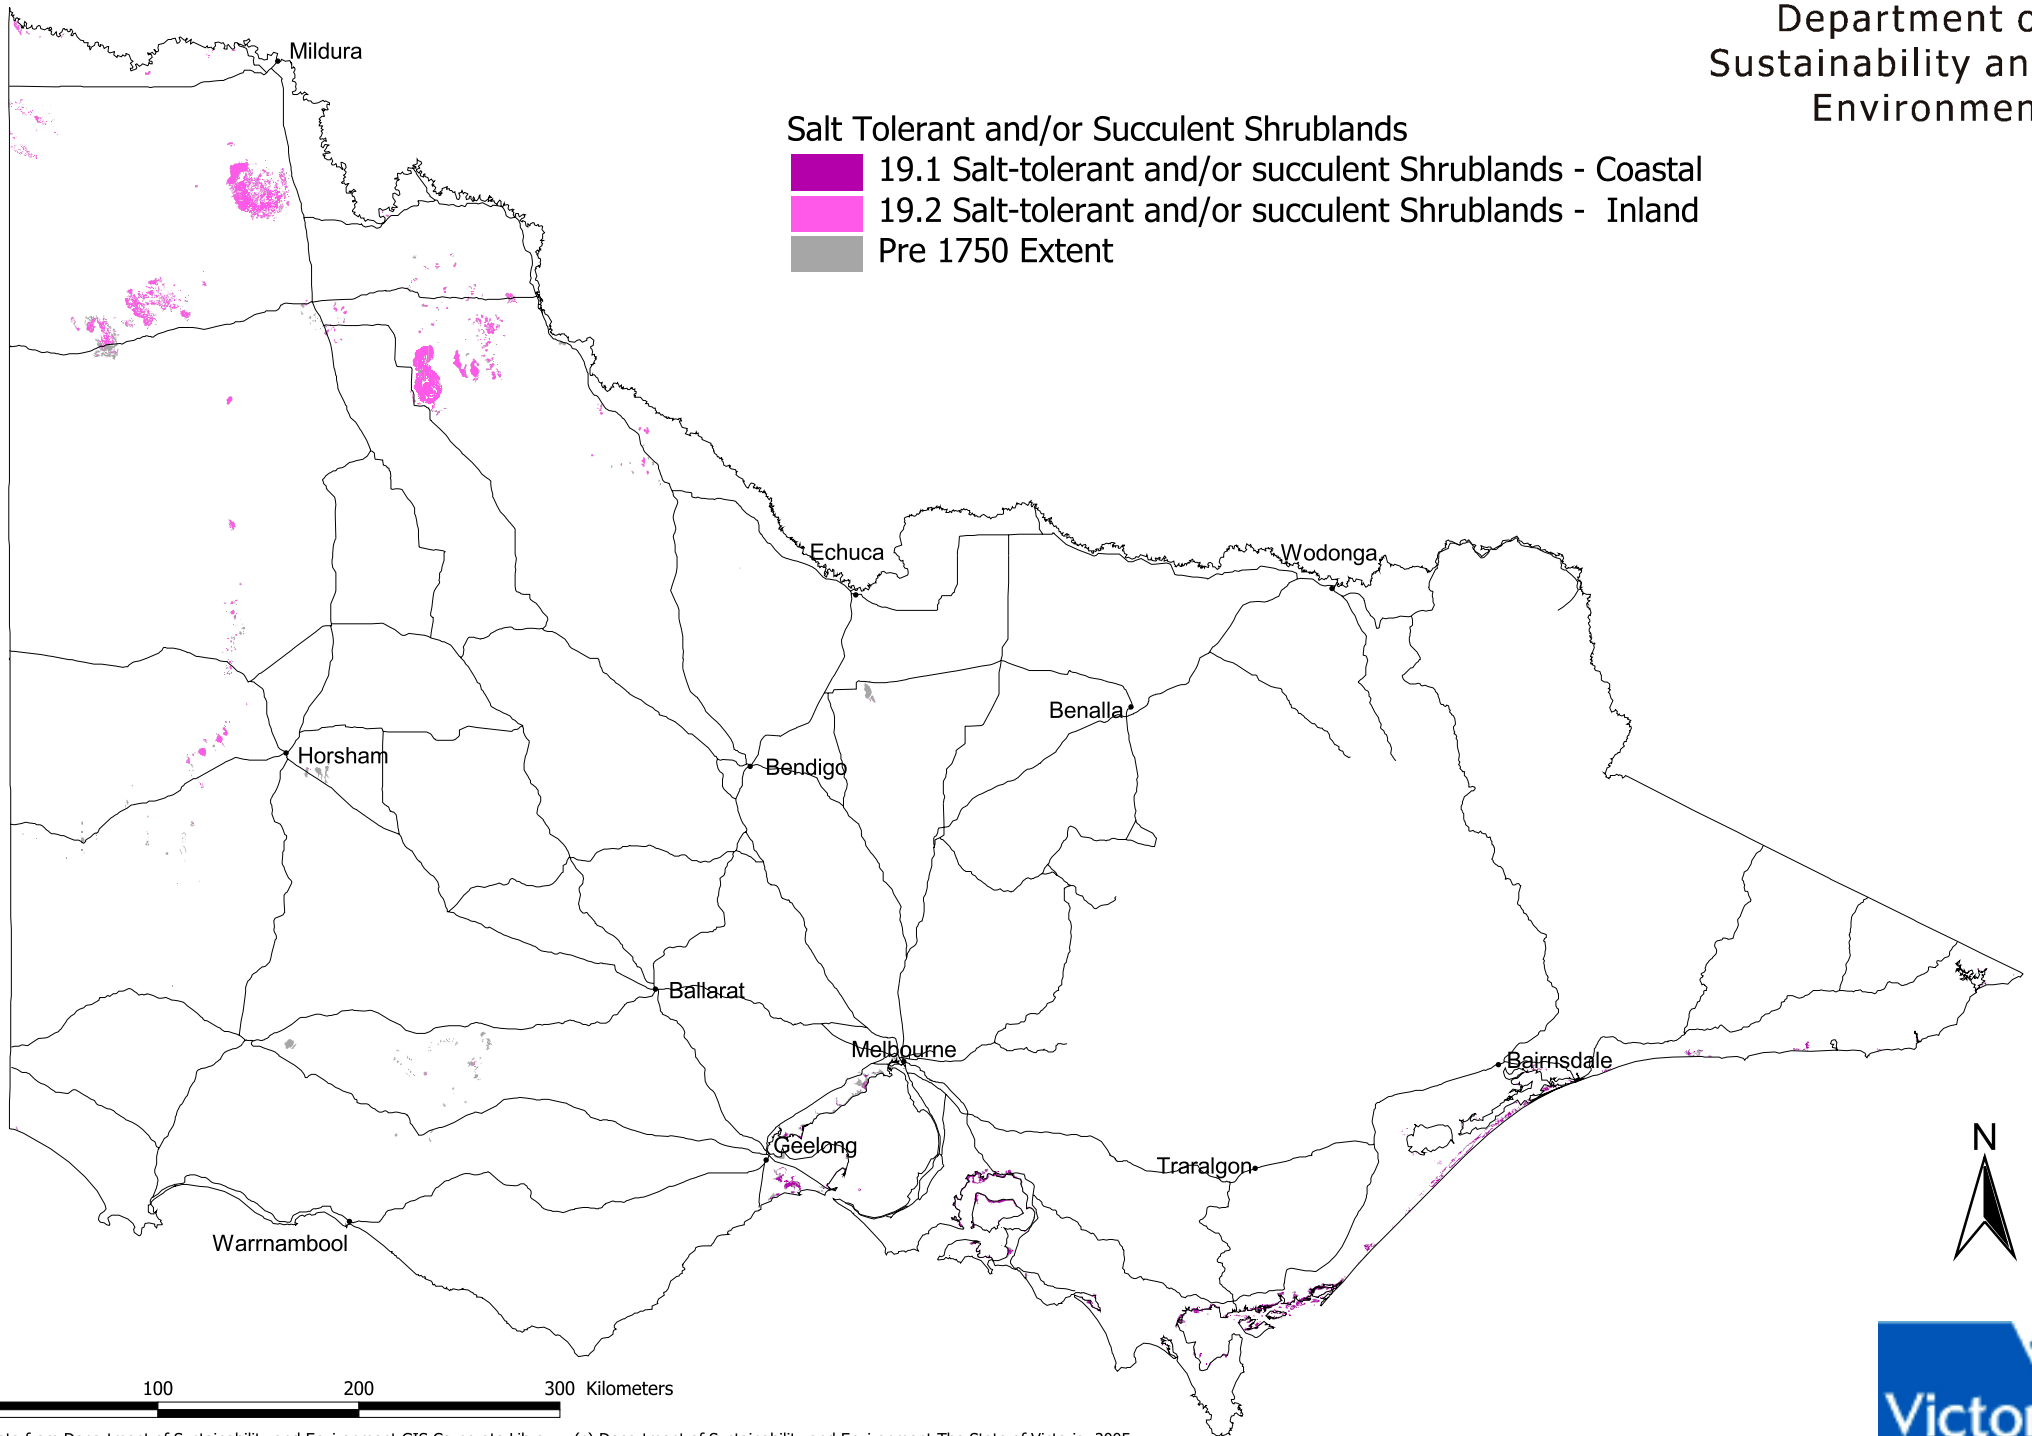 Department o
Sustainability an
Environmen
Mildura
Salt Tolerant and/or Succulent Shrublands
19.1 Salt-tolerant and/or succulent Shrublands - Coastal
19.2 Salt-tolerant and/or succulent Shrublands - Inland
Pre 1750 Extent
Echuca
Wodonga
Benalla
Horsham
Bendigo
Ballarat
Melbourne
Bairnsdale
Geelong
Traralgon
N
Warrnambool
100 200 300 Kilometers
Victor